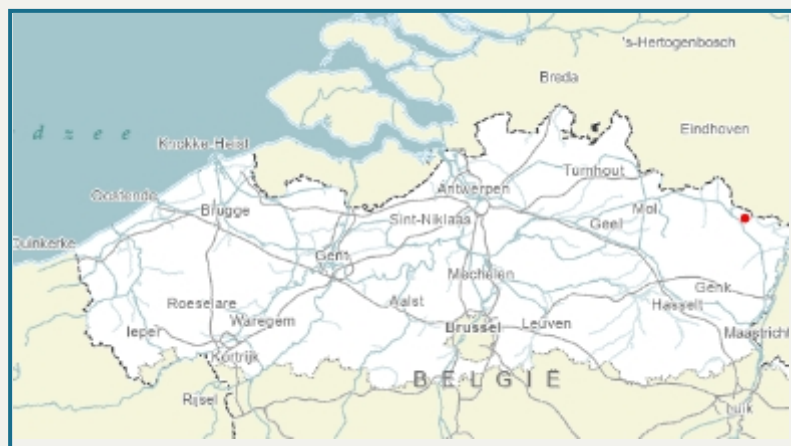 's-Hertogenbosch
Breda
dzee
Eindhoven
Knokke-Heist
Turnhout
Antwerpen
Oostende
Mol
Brugge
Sint-Niklaas
Geel
Duinkerke
Gent
Mechelen
Genk
Roeselare
Aalst
Hasselt
Ieper
Waregem
Brussel
Leuven
Maastricht
Kortrijk
BELGIË
Rijsel
Luik